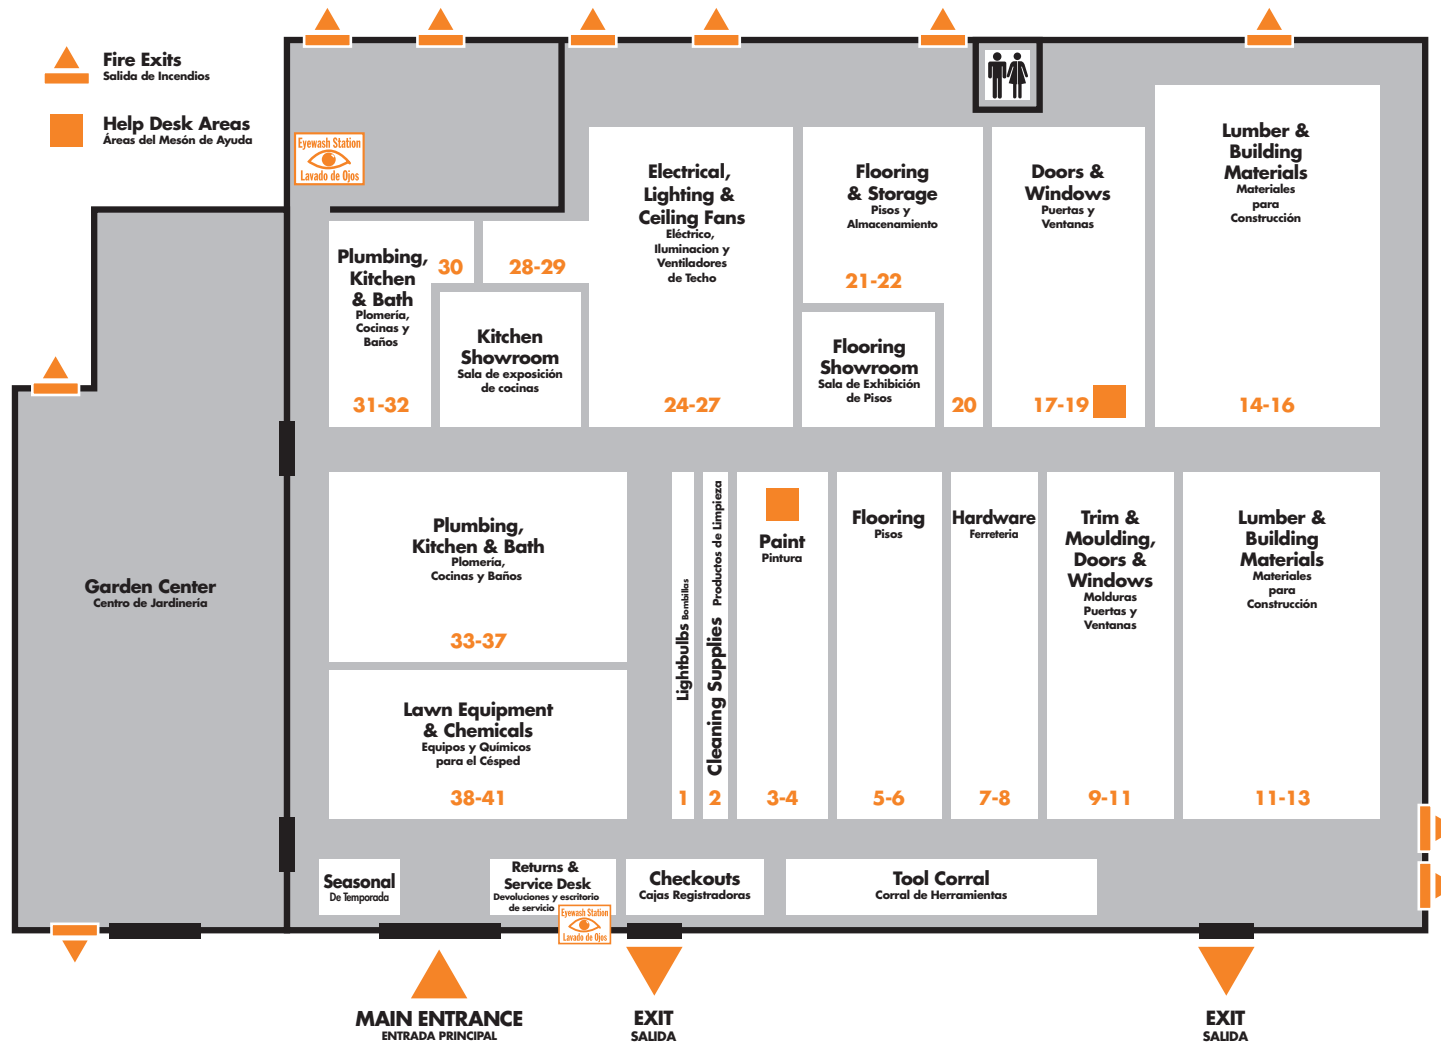 Fire Exits
Salida de Incendios
Help Desk Areas
Áreas del Mesón de Ayuda
Eyewash Station
Lavado de Ojos
Electrical,
Lighting &
Ceiling Fans
Eléctrico,
Iluminacion y
Ventiladores
de Techo
24-27
Flooring
& Storage
Pisos y
Almacenamiento
21-22
Doors &
Windows
Puertas y
Ventanas
17-19
Lumber &
Building
Materials
Materiales
para
Construcción
14-16
Plumbing,
Kitchen
& Bath
Plomería,
Cocinas y
Baños
31-32
30
28-29
Kitchen
Showroom
Sala de exposición
de cocinas
Flooring
Showroom
Sala de Exhibición
de Pisos
20
Garden Center
Centro de Jardinería
Plumbing,
Kitchen & Bath
Plomería,
Cocinas y Baños
33-37
Lawn Equipment
& Chemicals
Equipos y Químicos
para el Césped
38-41
Lightbulbs Bombillas
1
Cleaning Supplies Productos de Limpieza
2
Paint
Pintura
3-4
Flooring
Pisos
5-6
Hardware
Ferreteria
7-8
Trim &
Moulding,
Doors &
Windows
Molduras
Puertas y
Ventanas
9-11
Lumber &
Building
Materials
Materiales
para
Construcción
11-13
Seasonal
De Temporada
Returns &
Service Desk
Devoluciones y escritorio
de servicio
Eyewash Station
Lavado de Ojos
Checkouts
Cajas Registradoras
Tool Corral
Corral de Herramientas
MAIN ENTRANCE
ENTRADA PRINCIPAL
EXIT
SALIDA
EXIT
SALIDA